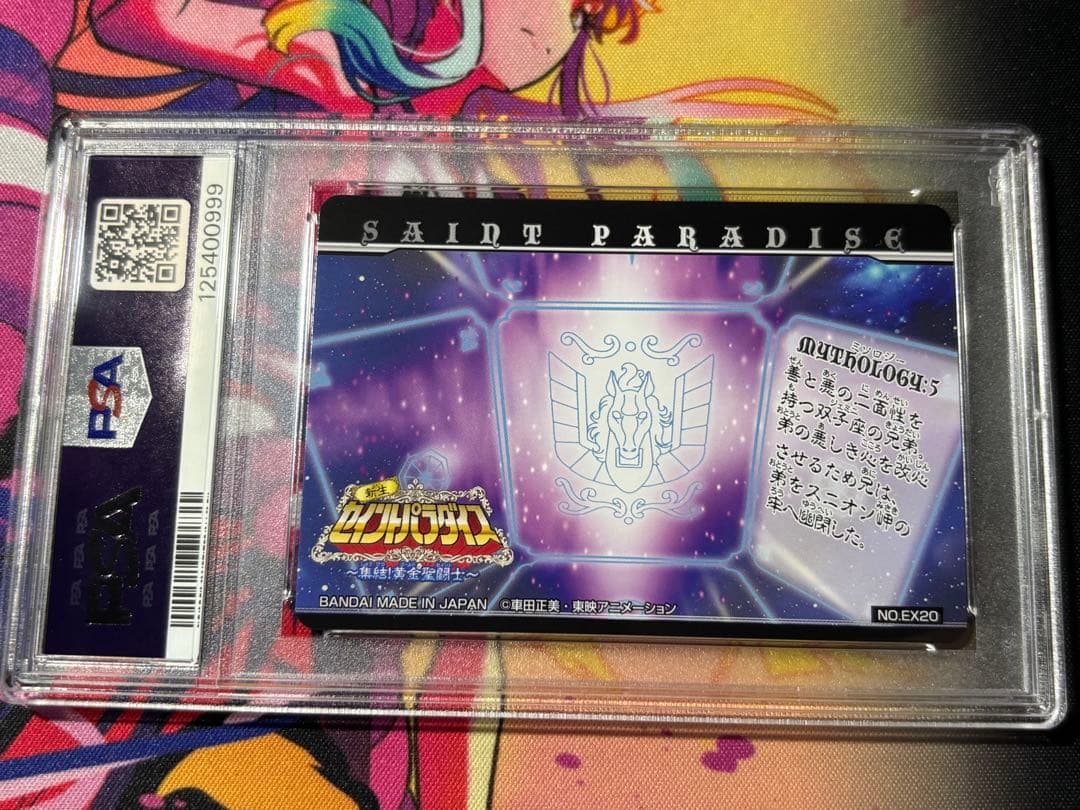 125400999
PSA
PSA
SAINT PARADISE
ミソロジー
MYTHOLOGY:5
善と悪の二面性を
持つ双子座の兄弟。
弟の悪しき心を改心
させるため兄は、
弟をスニオン岬の
牢へ幽閉した。
新生
セイントパラダイス
～集結!黄金聖闘士～
BANDAI MADE IN JAPAN ©車田正美・東映アニメーション
NO.EX20